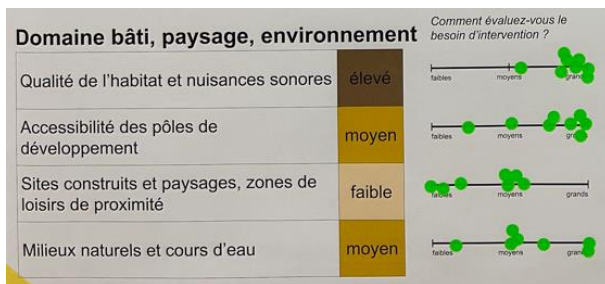 Domaine bâti, paysage, environnement
Comment évaluez-vous le
besoin d'intervention ?
Qualité de l'habitat et nuisances sonores
élevé
faibles
moyens
grands
Accessibilité des pôles de
développement
moyen
faibles
moyens
Sites construits et paysages, zones de
loisirs de proximité
faible
faibles
moyens
grands
Milieux naturels et cours d'eau
moyen
faibles
moyens
grands